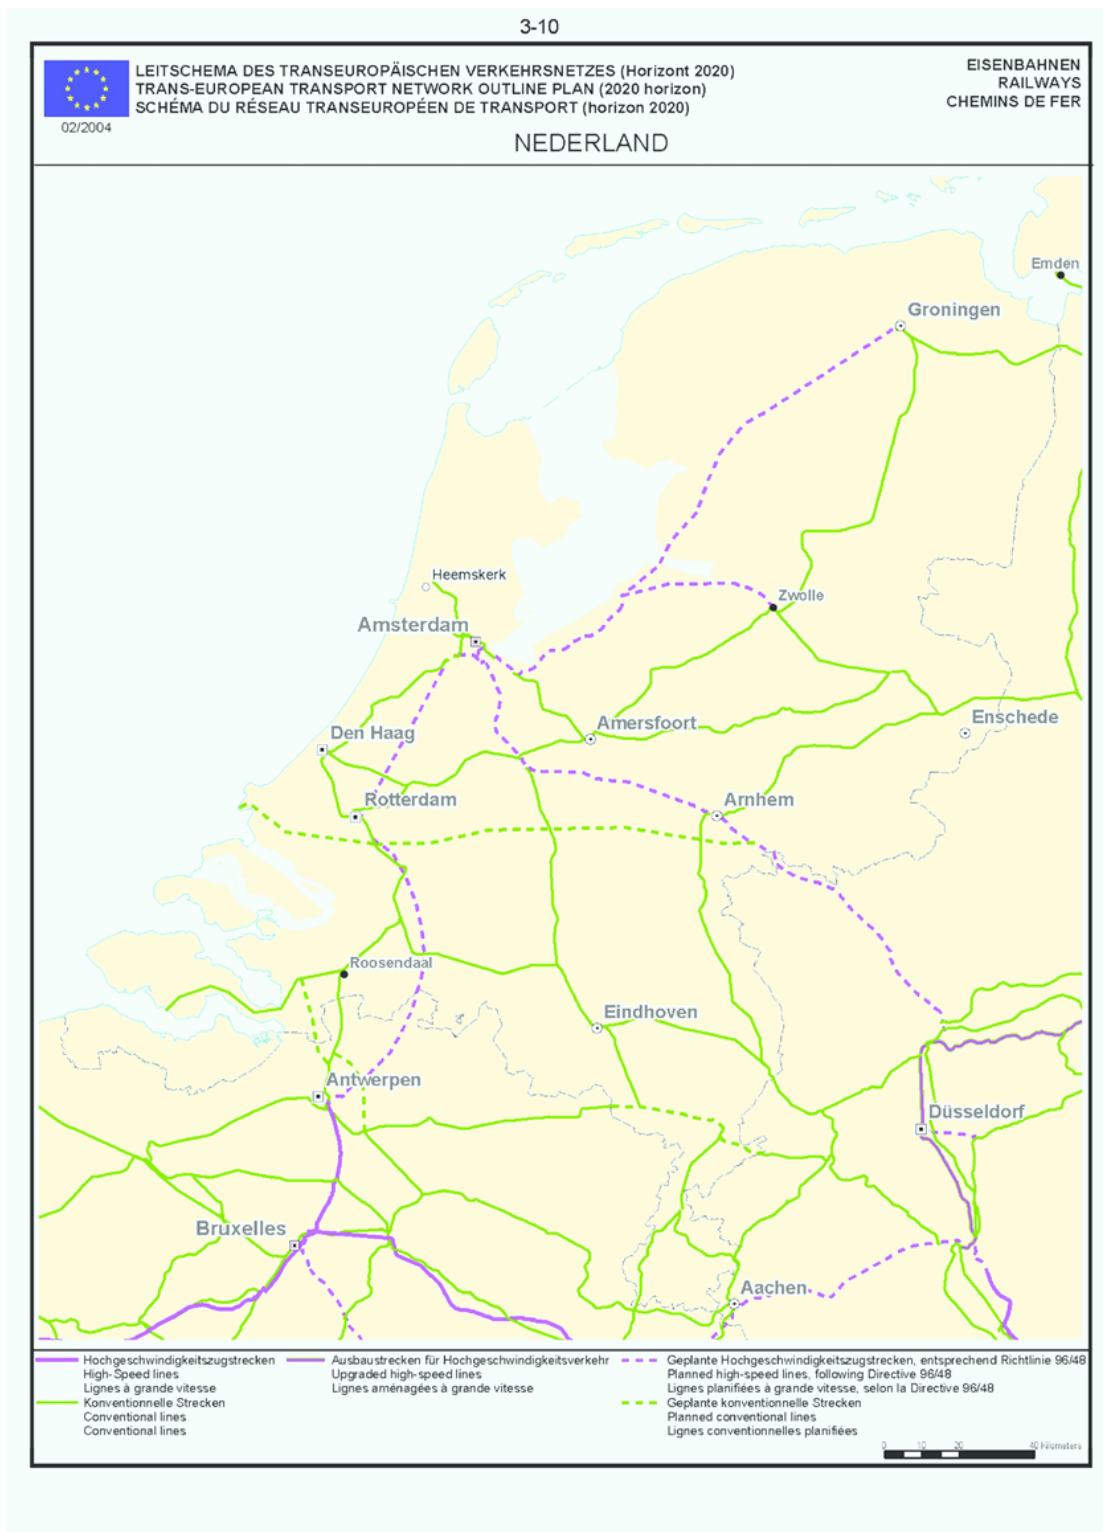 3-10
LEITSCHEMA DES TRANSEUROPÄISCHEN VERKEHRSNETZES (Horizont 2020)
TRANS-EUROPEAN TRANSPORT NETWORK OUTLINE PLAN (2020 horizon)
SCHÉMA DU RÉSEAU TRANSEUROPÉEN DE TRANSPORT (horizon 2020)
EISENBAHNEN
RAILWAYS
CHEMINS DE FER
02/2004
NEDERLAND
Emden
Groningen
Heemskerk
Zwolle
Amsterdam
Enschede
Amersfoort
Den Haag
Rotterdam
Arnhem
Roosendaal
Eindhoven
Antwerpen
Düsseldorf
Bruxelles
Aachen
Hochgeschwindigkeitszugstrecken
High-Speed lines
Lignes à grande vitesse
Konventionnelle Strecken
Conventional lines
Conventional lines
Ausbaustrecken für Hochgeschwindigkeitsverkehr
Upgraded high-speed lines
Lignes aménagées à grande vitesse
Geplante Hochgeschwindigkeitszugstrecken, entsprechend Richtlinie 96/48
Planned high-speed lines, following Directive 96/48
Lignes planifiées à grande vitesse, selon la Directive 96/48
Geplante konventionelle Strecken
Planned conventional lines
Lignes conventionnelles planifiées
0 10 20 40 Kilometers